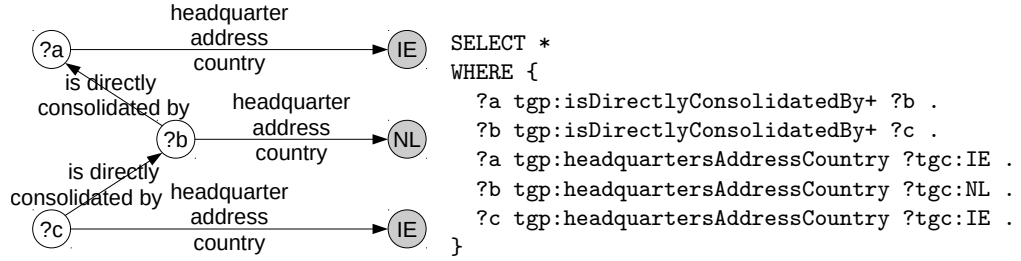 headquarter
address
country
?a
IE
is directly
consolidated by
headquarter
address
country
?b
NL
is directly
consolidated by
headquarter
address
country
?c
IE
SELECT *
WHERE {
?a tgp:isDirectlyConsolidatedBy+ ?b .
?b tgp:isDirectlyConsolidatedBy+ ?c .
?a tgp:headquartersAddressCountry ?tgc:IE .
?b tgp:headquartersAddressCountry ?tgc:NL .
?c tgp:headquartersAddressCountry ?tgc:IE .
}